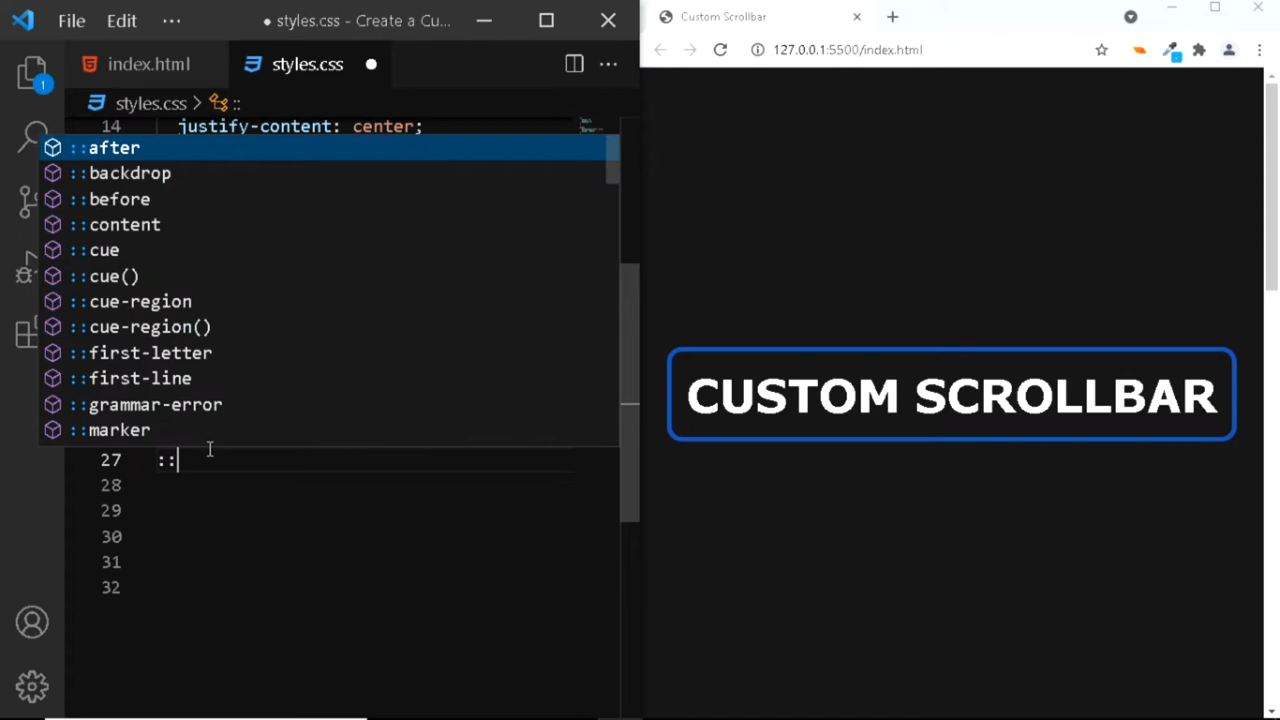 File Edit ··· ● styles.css - Create a Cu...
index.html styles.css
styles.css > ::
14 justify-content: center;
::after
::backdrop
::before
::content
::cue
::cue()
::cue-region
::cue-region()
::first-letter
::first-line
::grammar-error
::marker
27 ::
28
29
30
31
32
Custom Scrollbar
127.0.0.1:5500/index.html
CUSTOM SCROLLBAR